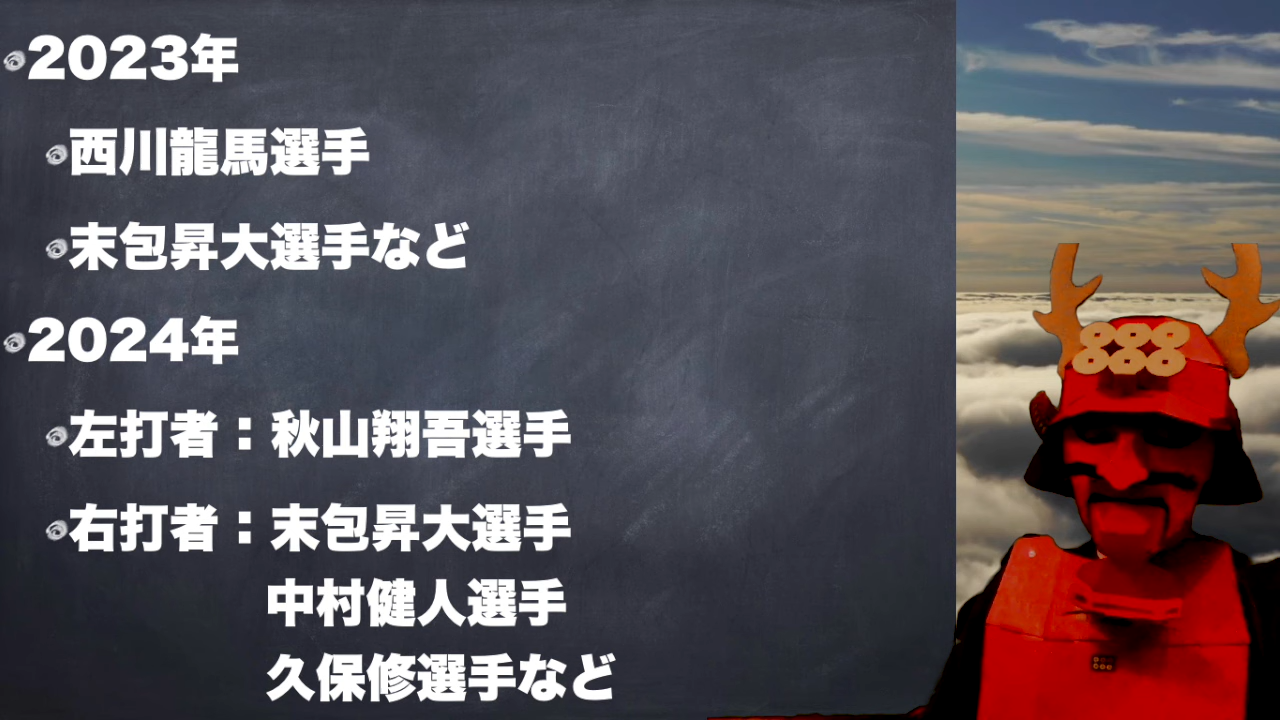 2023年
西川龍馬選手
末包昇大選手など
2024年
左打者：秋山翔吾選手
右打者：末包昇大選手
中村健人選手
久保修選手など